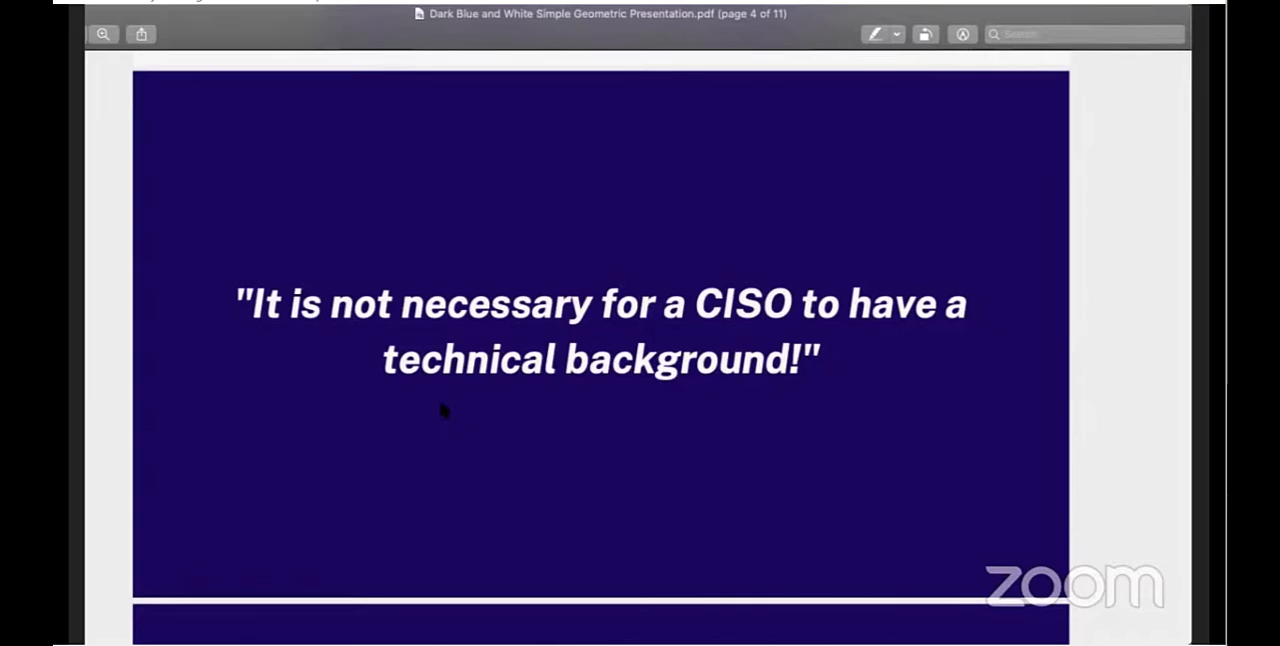 Dark Blue and White Simple Geometric Presentation.pdf (page 4 of 11)
Search
"It is not necessary for a CISO to have a
technical background!"
zoom